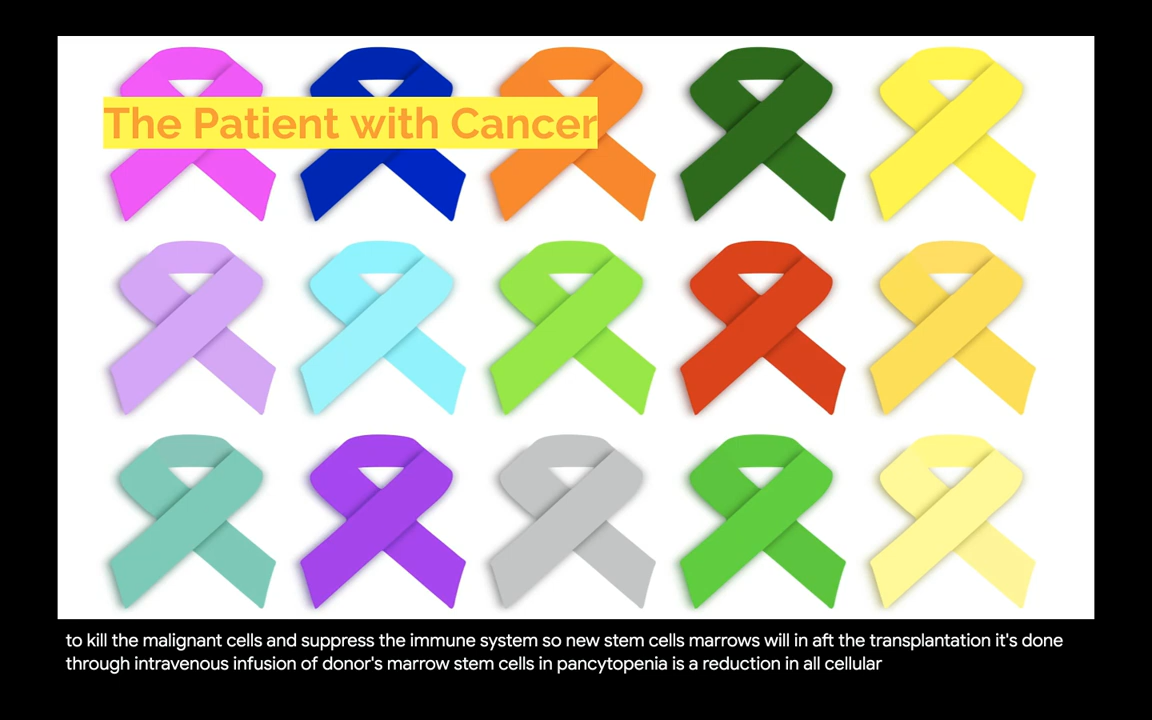 The Patient with Cancer
to kill the malignant cells and suppress the immune system so new stem cells marrows will in aft the transplantation it's done
through intravenous infusion of donor's marrow stem cells in pancytopenia is a reduction in all cellular